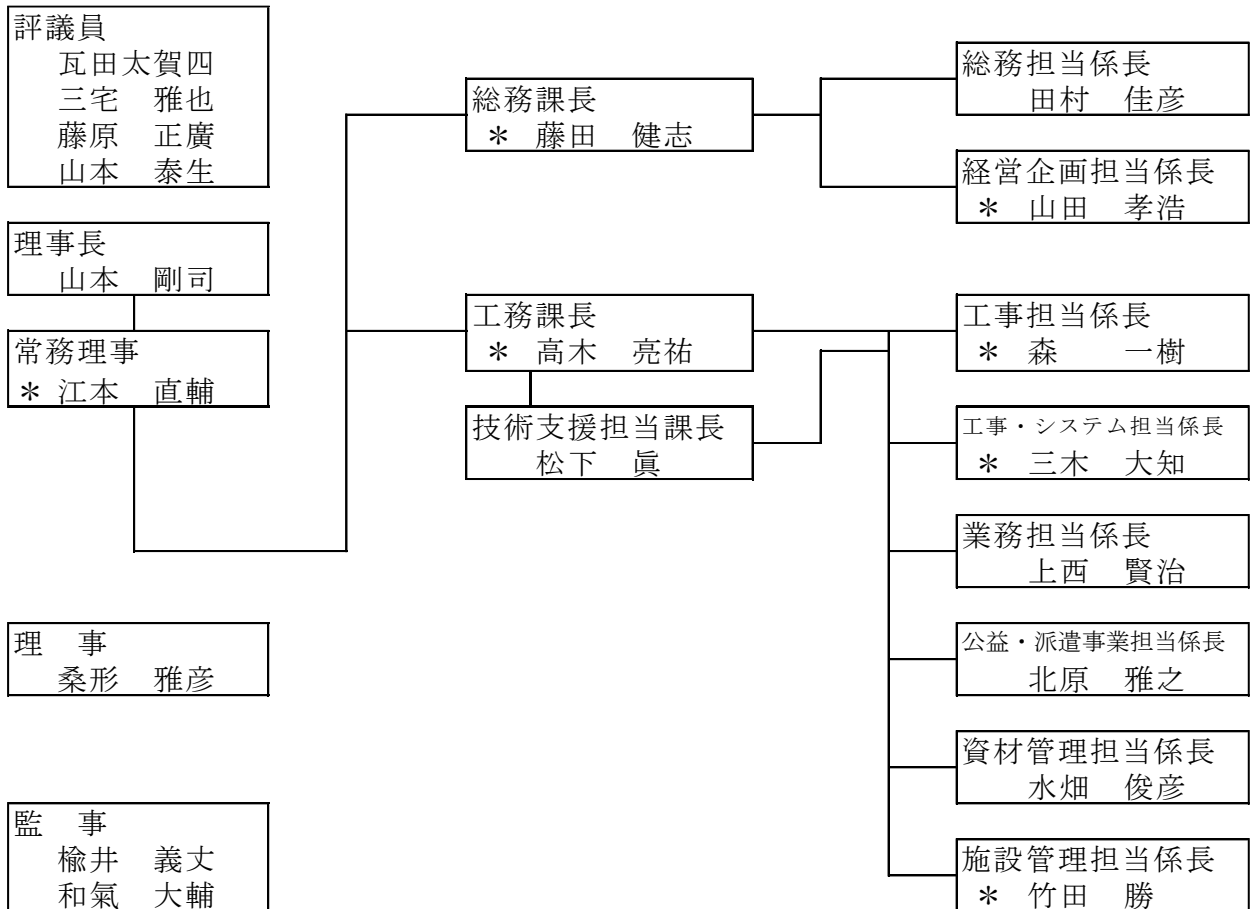 評議員
瓦田太賀四
三宅　雅也
藤原　正廣
山本　泰生
理事長
山本　剛司
常務理事
＊ 江本　直輔
理　事
桑形　雅彦
監　事
楡井　義丈
和氣　大輔
総務課長
＊ 藤田　健志
工務課長
＊ 高木　亮祐
技術支援担当課長
松下　眞
総務担当係長
田村　佳彦
経営企画担当係長
＊ 山田　孝浩
工事担当係長
＊ 森　　一樹
工事・システム担当係長
＊ 三木　大知
業務担当係長
上西　賢治
公益・派遣事業担当係長
北原　雅之
資材管理担当係長
水畑　俊彦
施設管理担当係長
＊ 竹田　勝